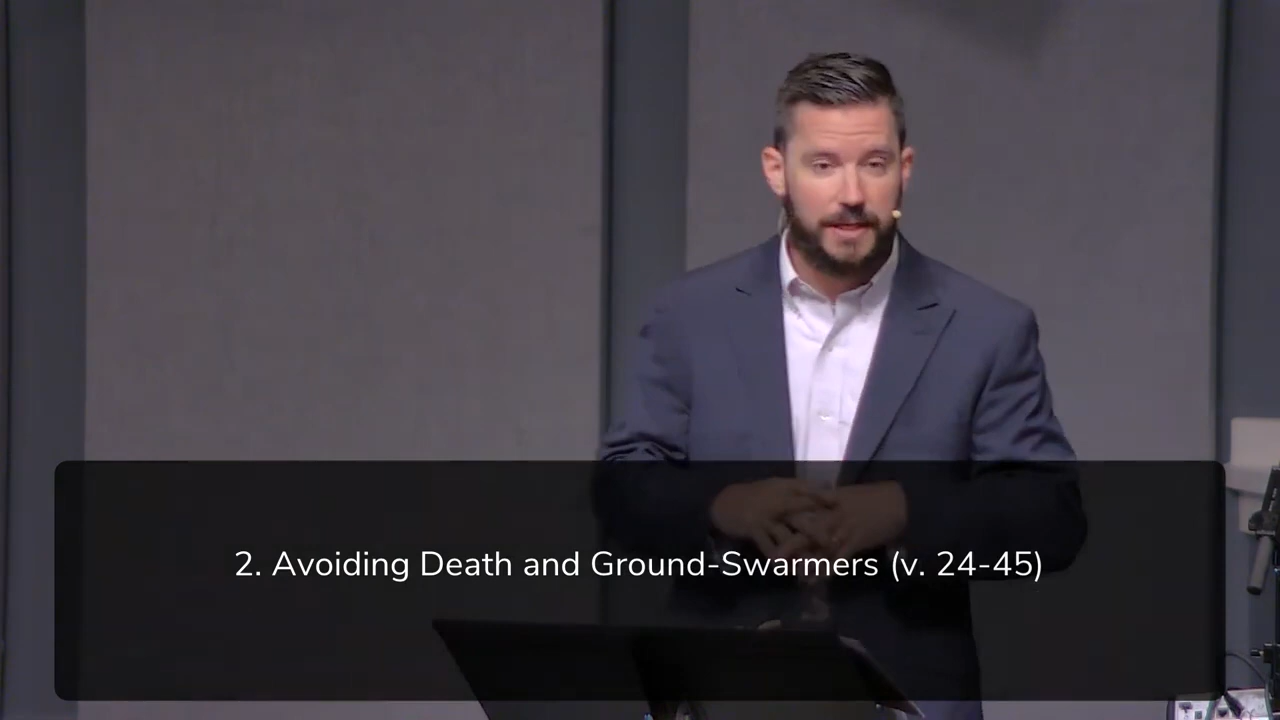 2. Avoiding Death and Ground-Swarmers (v. 24-45)